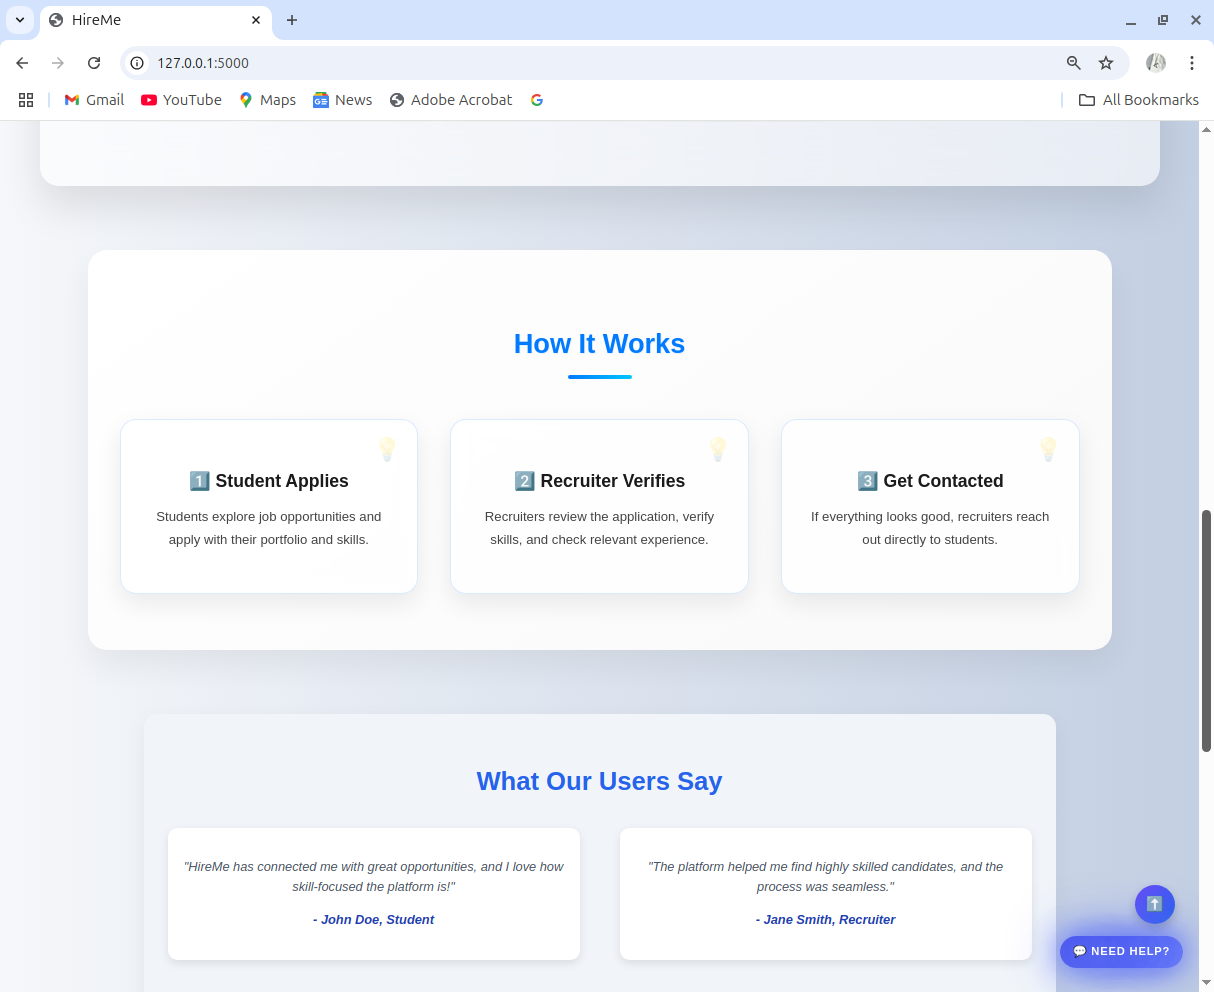 HireMe
127.0.0.1:5000
Gmail
YouTube
Maps
News
Adobe Acrobat
All Bookmarks
How It Works
1 Student Applies
Students explore job opportunities and
apply with their portfolio and skills.
2 Recruiter Verifies
Recruiters review the application, verify
skills, and check relevant experience.
3 Get Contacted
If everything looks good, recruiters reach
out directly to students.
What Our Users Say
"HireMe has connected me with great opportunities, and I love how
skill-focused the platform is!"
- John Doe, Student
"The platform helped me find highly skilled candidates, and the
process was seamless."
- Jane Smith, Recruiter
💬 NEED HELP?